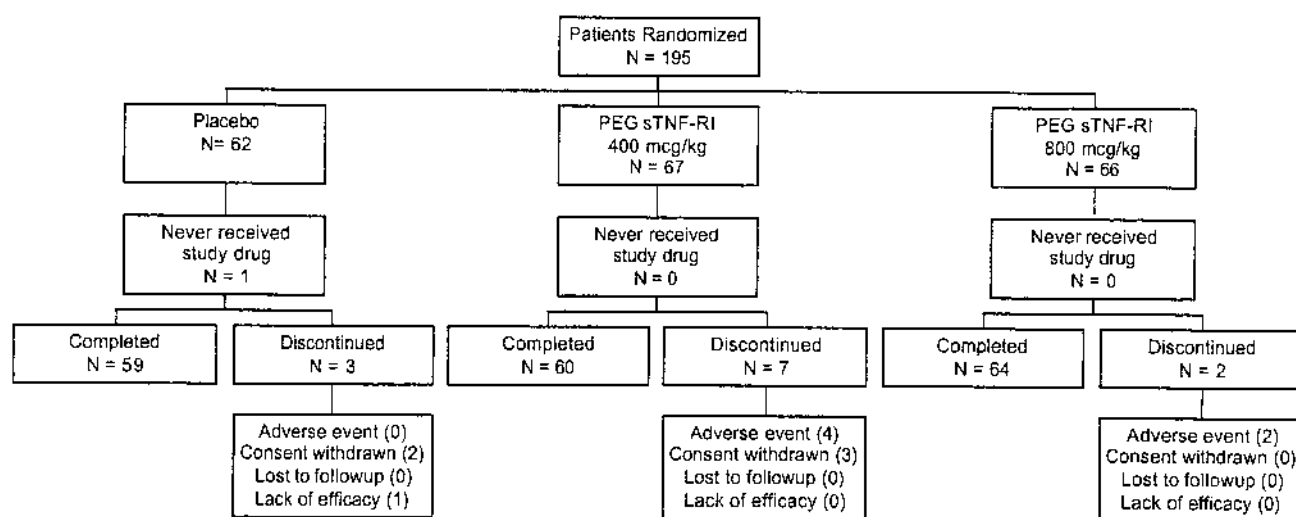 Patients Randomized
N = 195
Placebo
N= 62
PEG sTNF-RI
400 mcg/kg
N = 67
PEG sTNF-RI
800 mcg/kg
N = 66
Never received
study drug
N = 1
Never received
study drug
N = 0
Never received
study drug
N = 0
Completed
N = 59
Discontinued
N = 3
Completed
N = 60
Discontinued
N = 7
Completed
N = 64
Discontinued
N = 2
Adverse event (0)
Consent withdrawn (2)
Lost to followup (0)
Lack of efficacy (1)
Adverse event (4)
Consent withdrawn (3)
Lost to followup (0)
Lack of efficacy (0)
Adverse event (2)
Consent withdrawn (0)
Lost to followup (0)
Lack of efficacy (0)